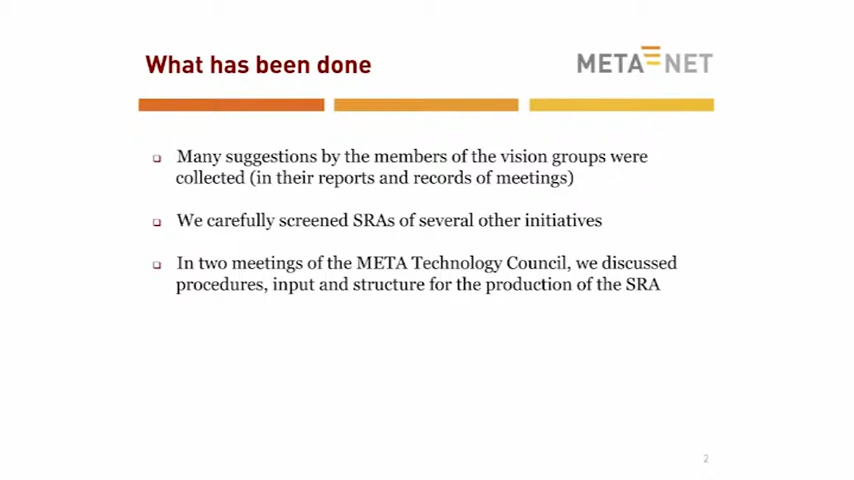 What has been done
META NET
Many suggestions by the members of the vision groups were
collected (in their reports and records of meetings)
We carefully screened SRAs of several other initiatives
In two meetings of the META Technology Council, we discussed
procedures, input and structure for the production of the SRA
2